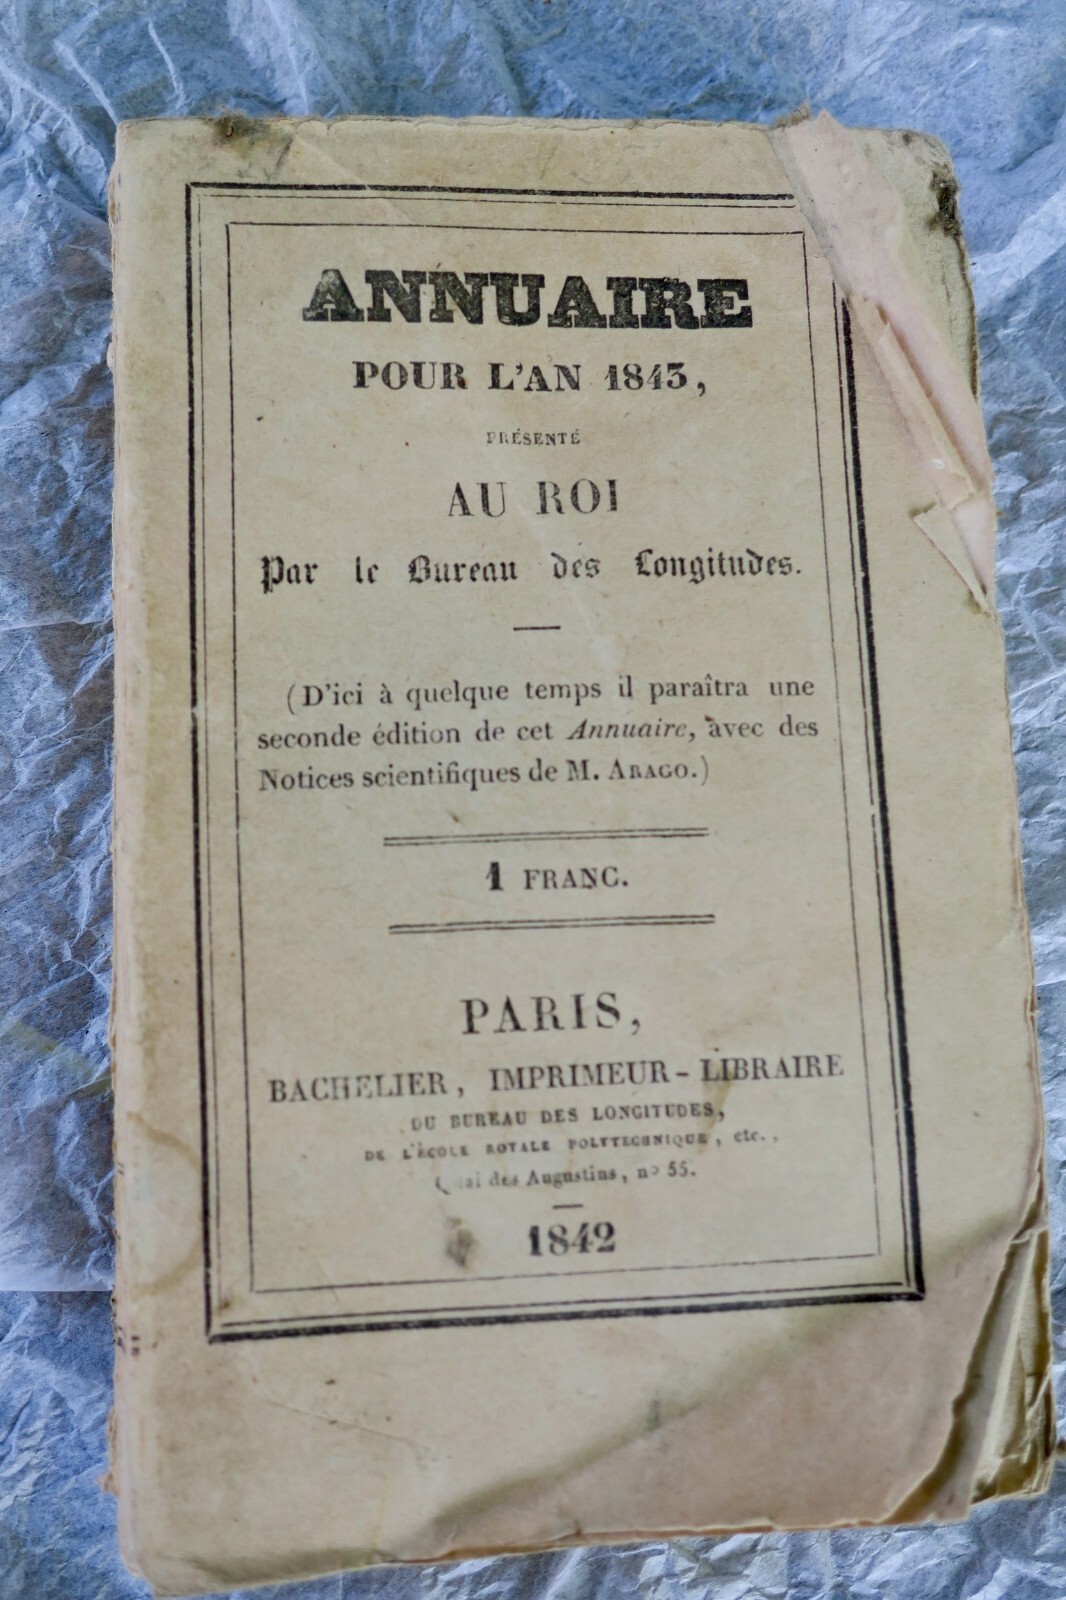 ANNUAIRE
POUR L'AN 1843,
PRÉSENTÉ
AU ROI
Par le Bureau des Longitudes.
(D'ici à quelque temps il paraîtra une
seconde édition de cet Annuaire, avec des
Notices scientifiques de M. ARAGO.)
1 FRANC.
PARIS,
BACHELIER, IMPRIMEUR-LIBRAIRE
DU BUREAU DES LONGITUDES,
DE L'ÉCOLE ROYALE POLYTECHNIQUE, etc.,
Quai des Augustins, nº 55.
1842